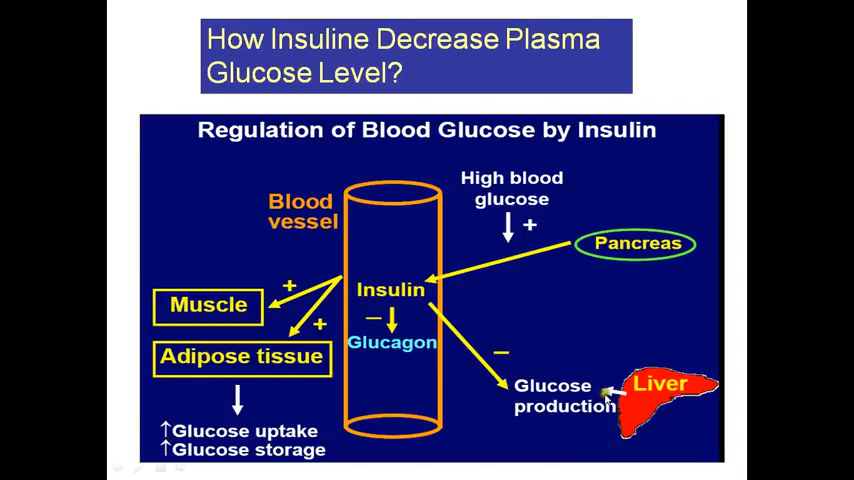 How Insuline Decrease Plasma
Glucose Level?
Regulation of Blood Glucose by Insulin
High blood
glucose
Blood
vessel
+
Pancreas
+
Insulin
Muscle
–
+
Glucagon
–
Adipose tissue
Glucose
production
Liver
↑Glucose uptake
↑Glucose storage